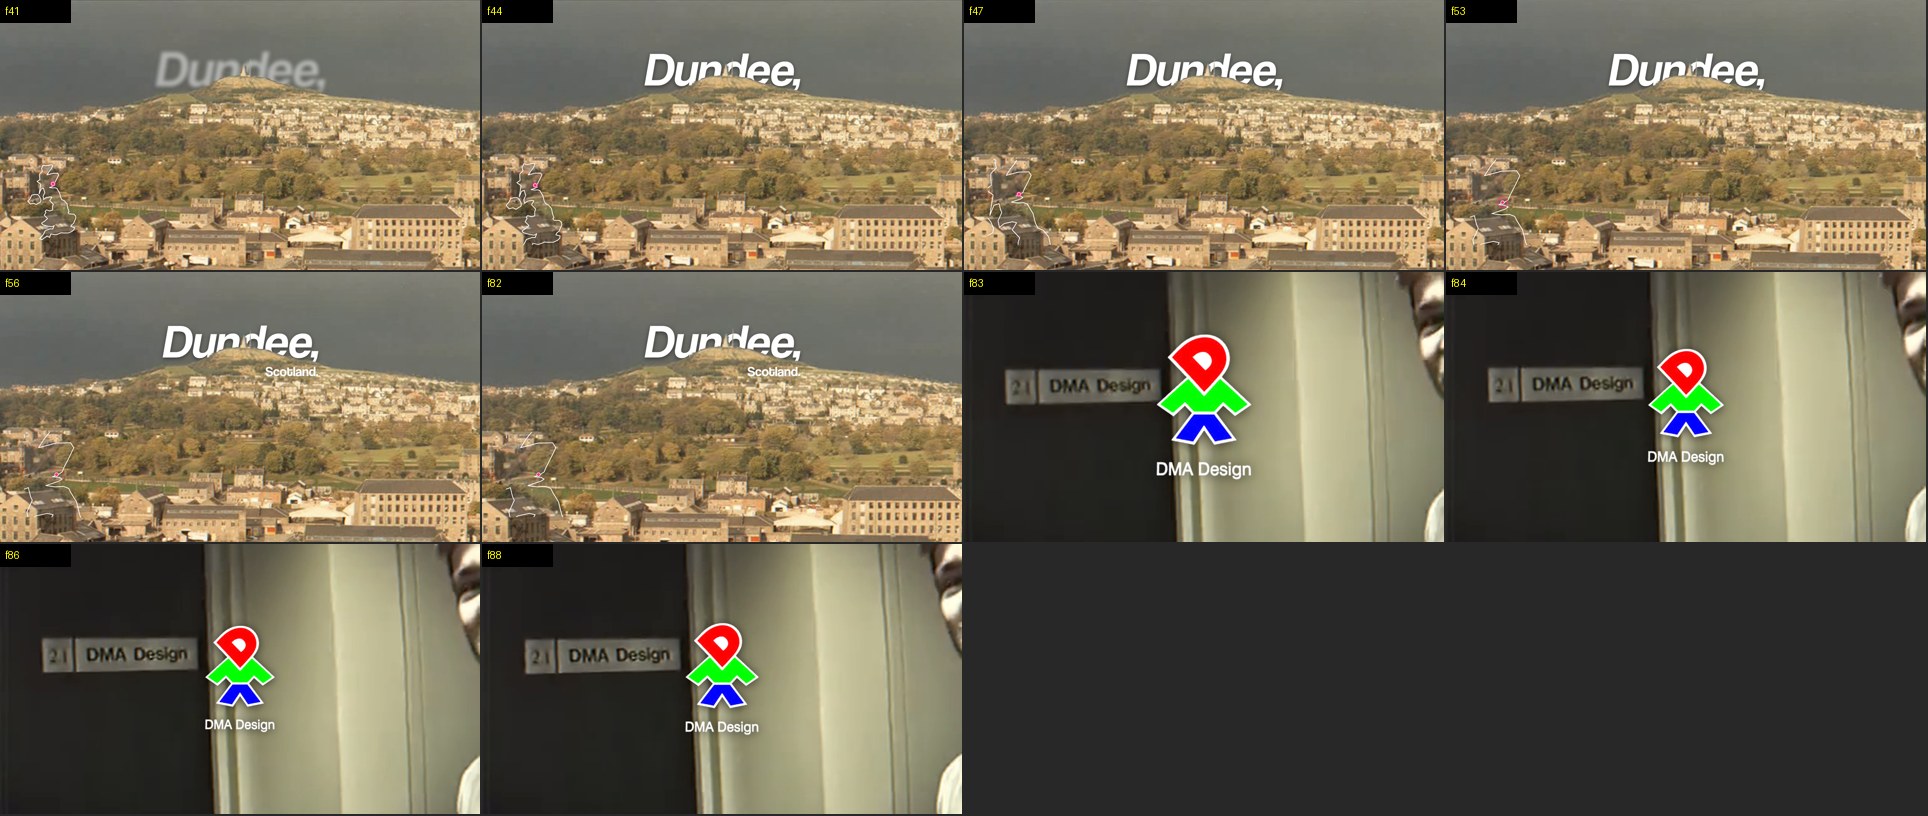 f41
Dundee,
f44
Dundee,
f47
Dundee,
f53
Dundee,
f56
Dundee,
Scotland.
f82
Dundee,
Scotland.
f83
21 DMA Design
DMA Design
f84
21 DMA Design
DMA Design
f86
21 DMA Design
DMA Design
f88
21 DMA Design
DMA Design